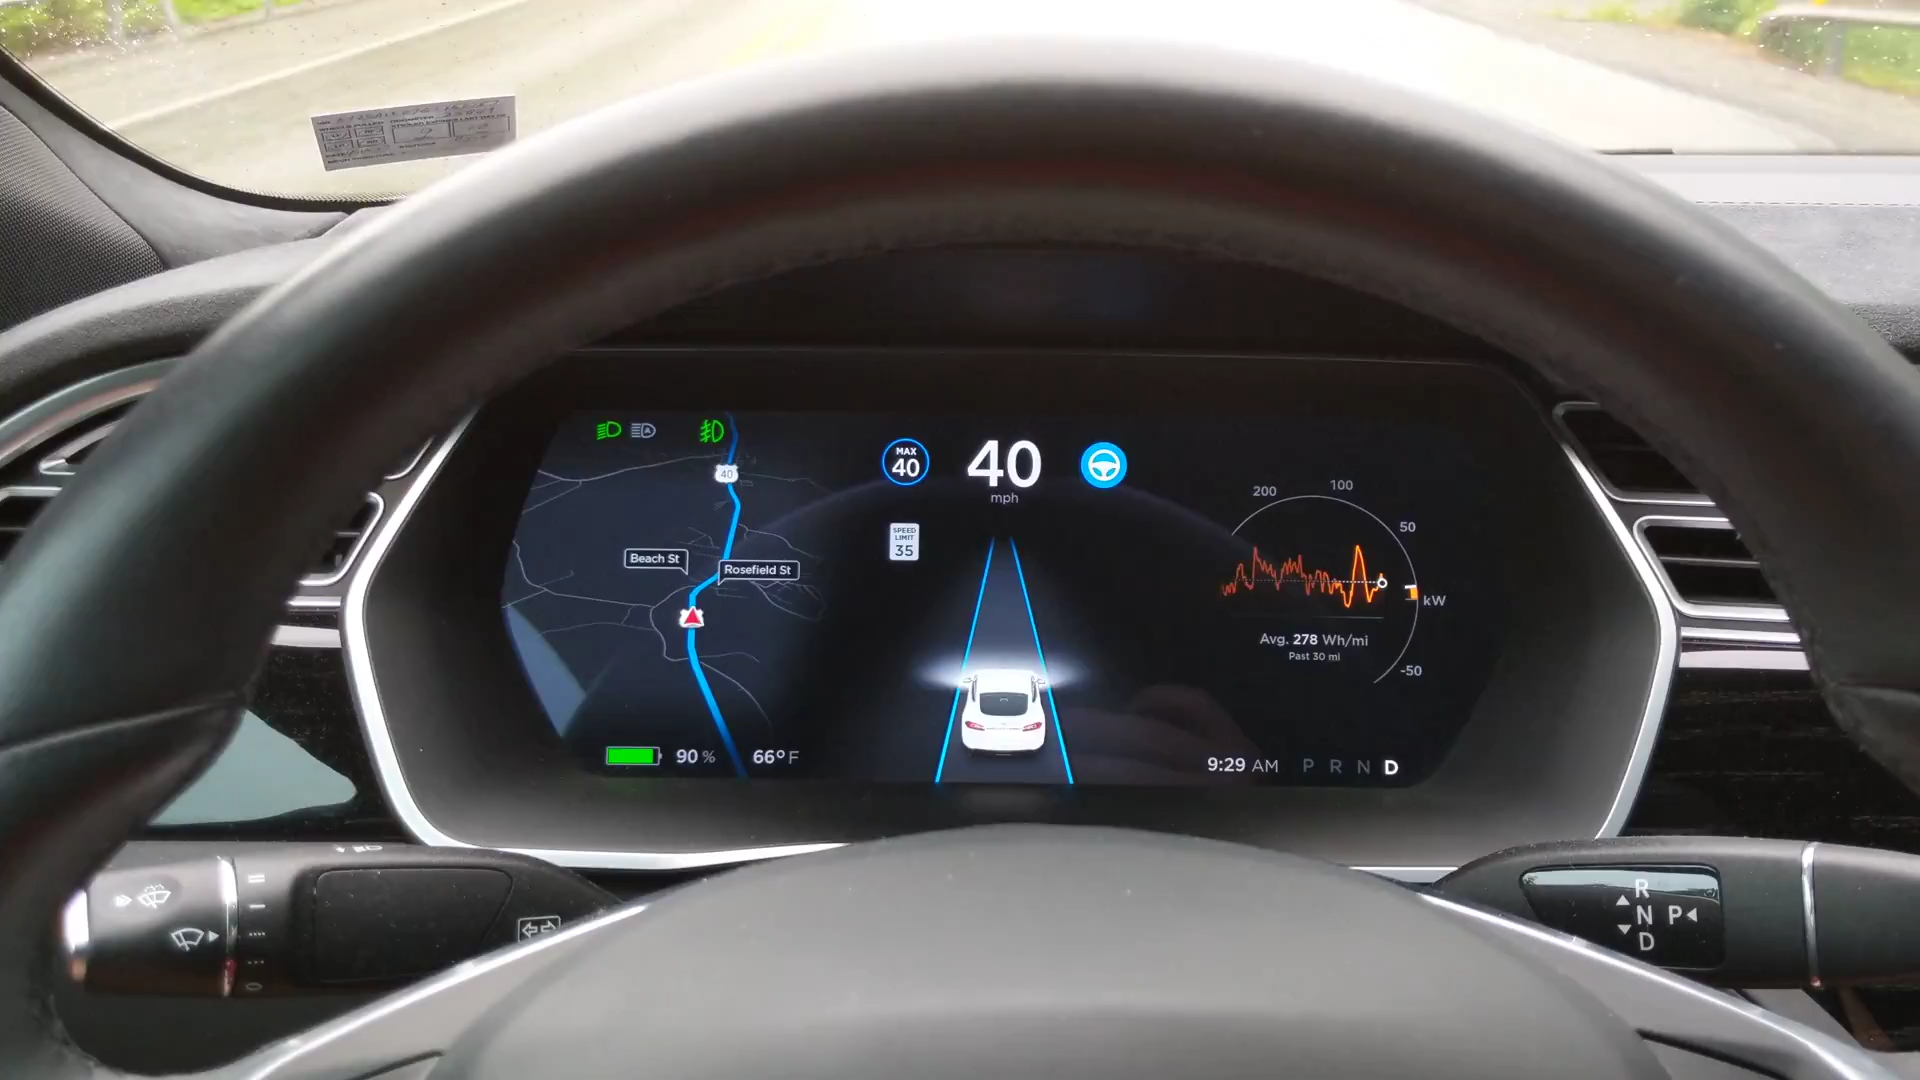 40
Beach St
Rosefield St
90 %
66° F
MAX
40
40
mph
SPEED
LIMIT
35
200
100
50
kW
-50
Avg. 278 Wh/mi
Past 30 mi
9:29 AM
P R N D
R
N P
D